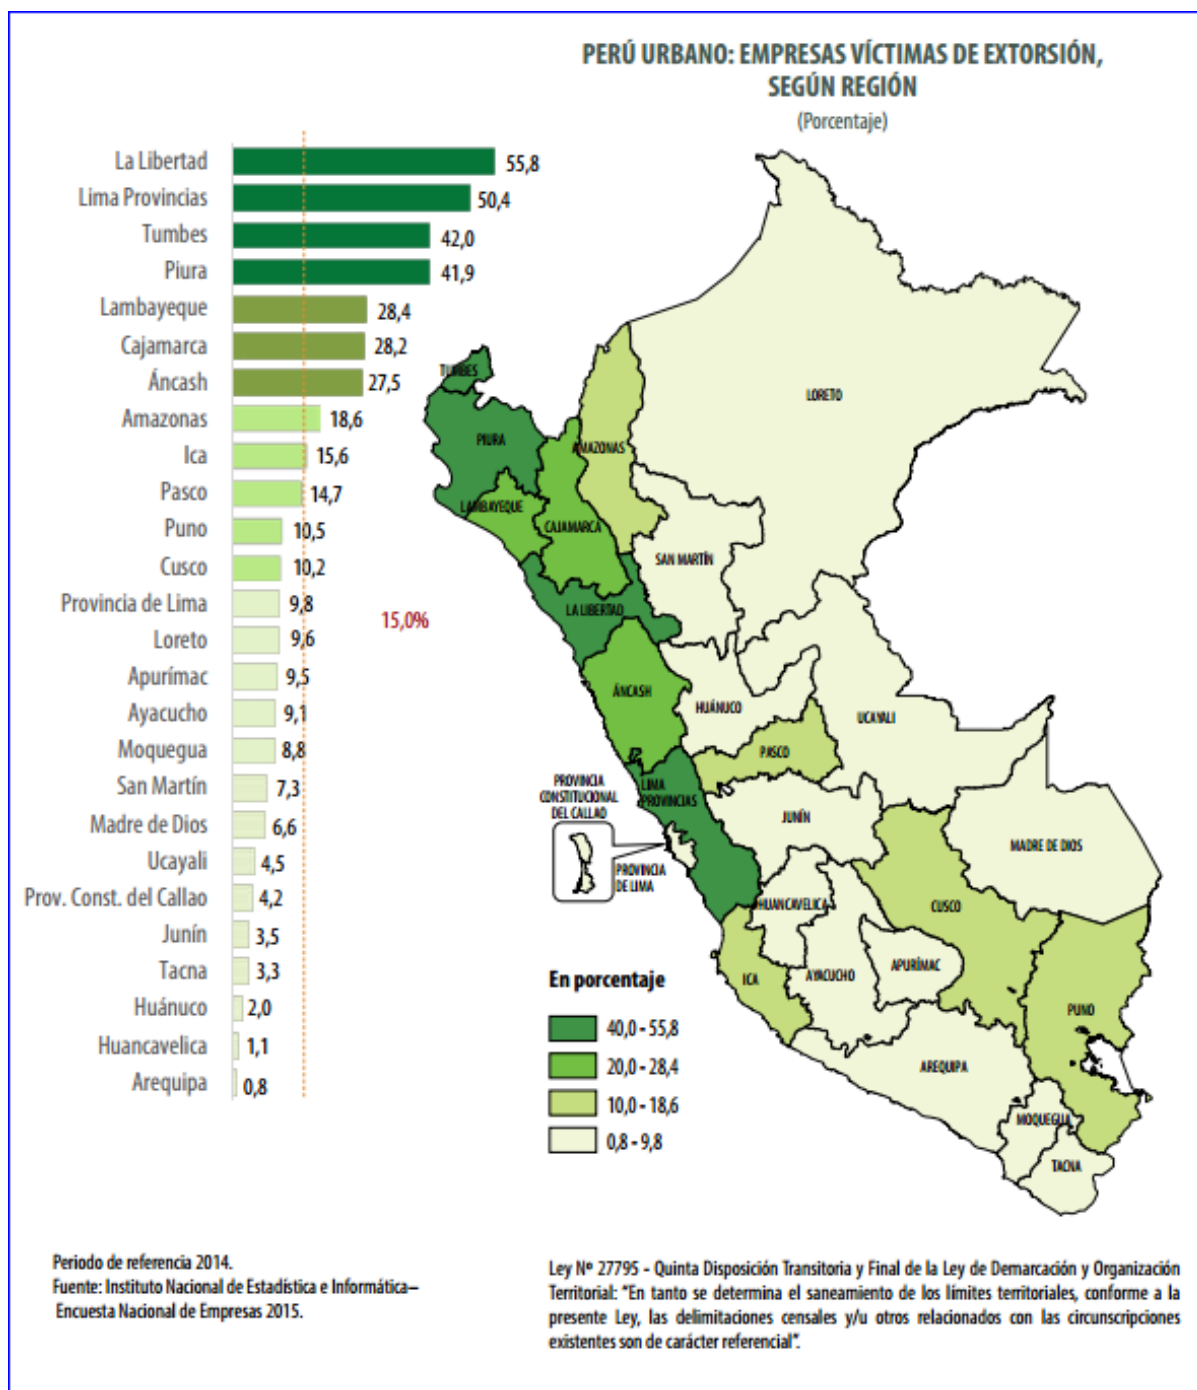 PERÚ URBANO: EMPRESAS VÍCTIMAS DE EXTORSIÓN,
SEGÚN REGIÓN
(Porcentaje)
La Libertad 55,8
Lima Provincias 50,4
Tumbes 42,0
Piura 41,9
Lambayeque 28,4
Cajamarca 28,2
Áncash 27,5
Amazonas 18,6
Ica 15,6
Pasco 14,7
Puno 10,5
Cusco 10,2
Provincia de Lima 9,8
Loreto 9,6
Apurímac 9,5
Ayacucho 9,1
Moquegua 8,8
San Martín 7,3
Madre de Dios 6,6
Ucayali 4,5
Prov. Const. del Callao 4,2
Junín 3,5
Tacna 3,3
Huánuco 2,0
Huancavelica 1,1
Arequipa 0,8
15,0%
TUMBES
PIURA
LAMBAYEQUE
CAJAMARCA
AMAZONAS
LORETO
SAN MARTÍN
LA LIBERTAD
ÁNCASH
HUÁNUCO
UCAYALI
PASCO
LIMA
PROVINCIAS
PROVINCIA
CONSTITUCIONAL
DEL CALLAO
PROVINCIA
DE LIMA
JUNÍN
MADRE DE DIOS
HUANCAVELICA
CUSCO
ICA
AYACUCHO
APURÍMAC
PUNO
AREQUIPA
MOQUEGUA
TACNA
En porcentaje
40,0 - 55,8
20,0 - 28,4
10,0 - 18,6
0,8 - 9,8
Periodo de referencia 2014.
Fuente: Instituto Nacional de Estadística e Informática–
Encuesta Nacional de Empresas 2015.
Ley Nº 27795 - Quinta Disposición Transitoria y Final de la Ley de Demarcación y Organización
Territorial: "En tanto se determina el saneamiento de los límites territoriales, conforme a la
presente Ley, las delimitaciones censales y/u otros relacionados con las circunscripciones
existentes son de carácter referencial".